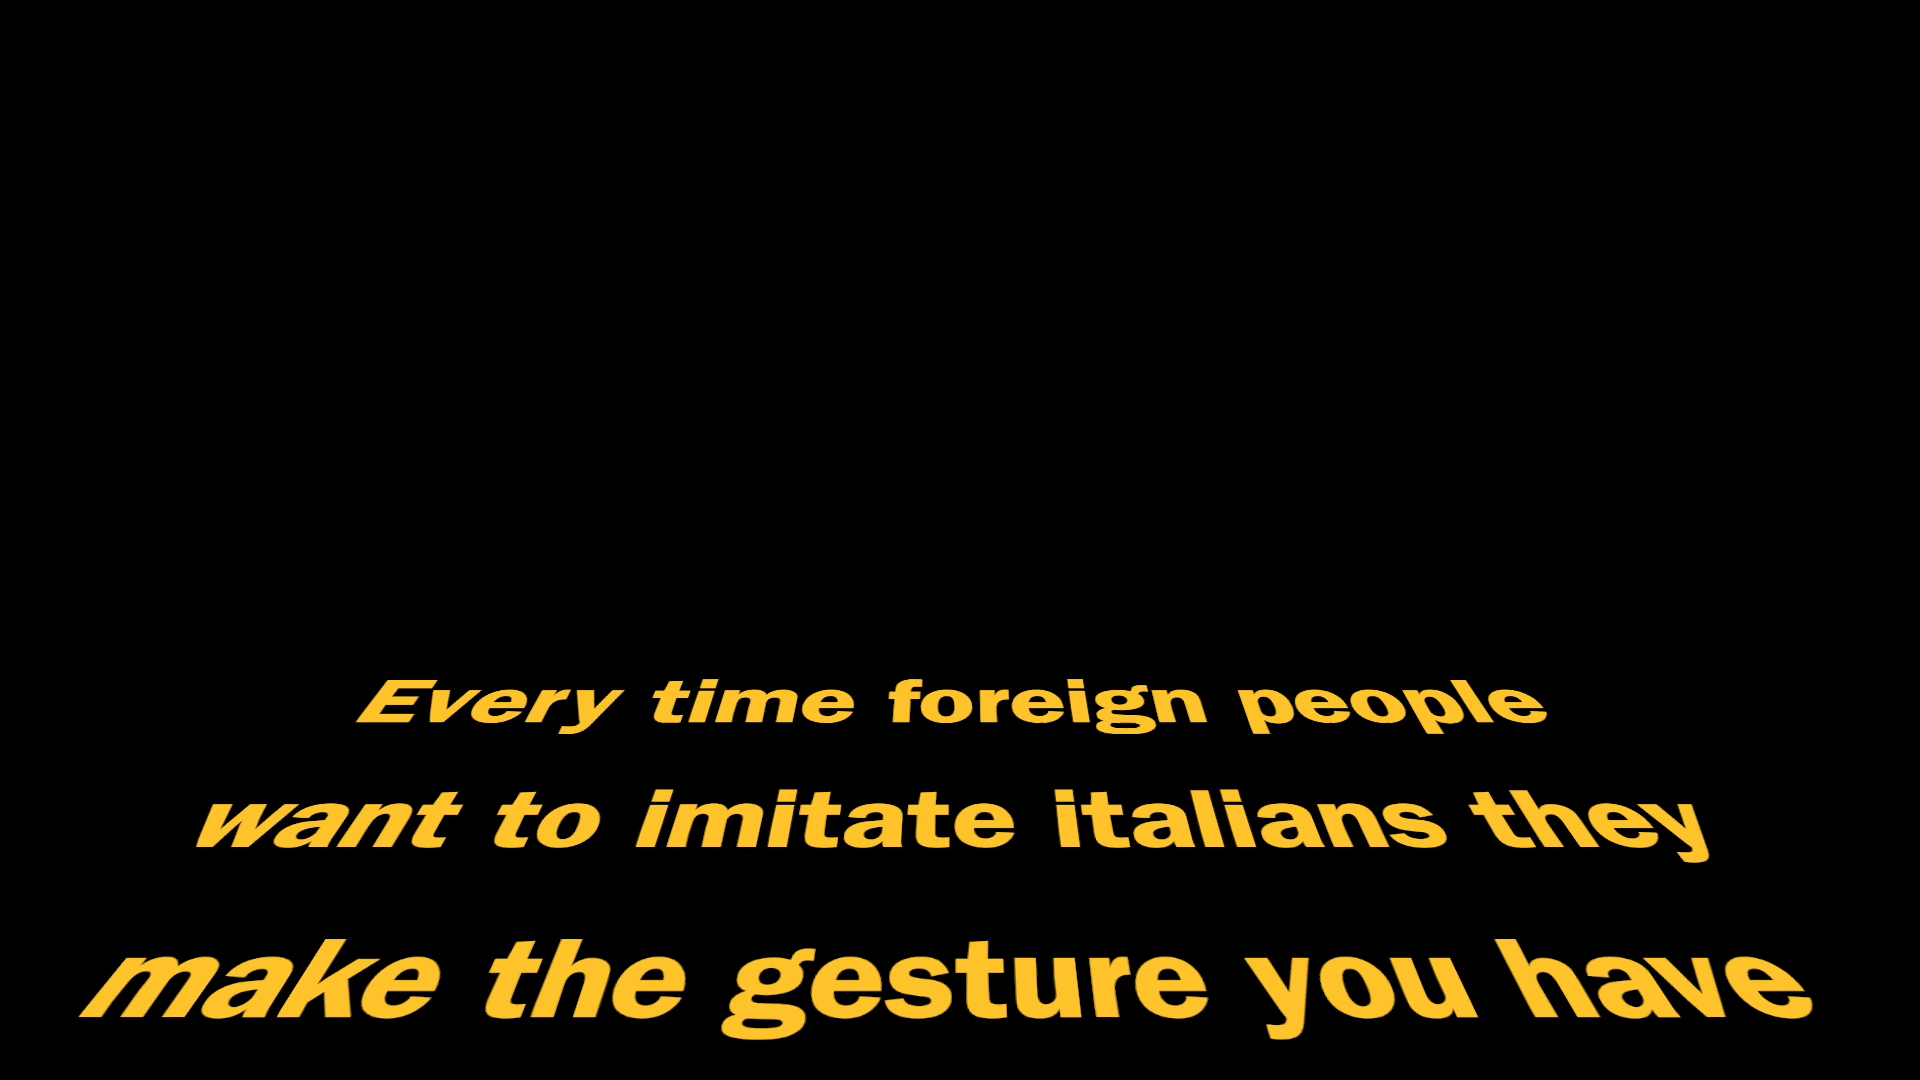 Every time foreign people
want to imitate italians they
make the gesture you have